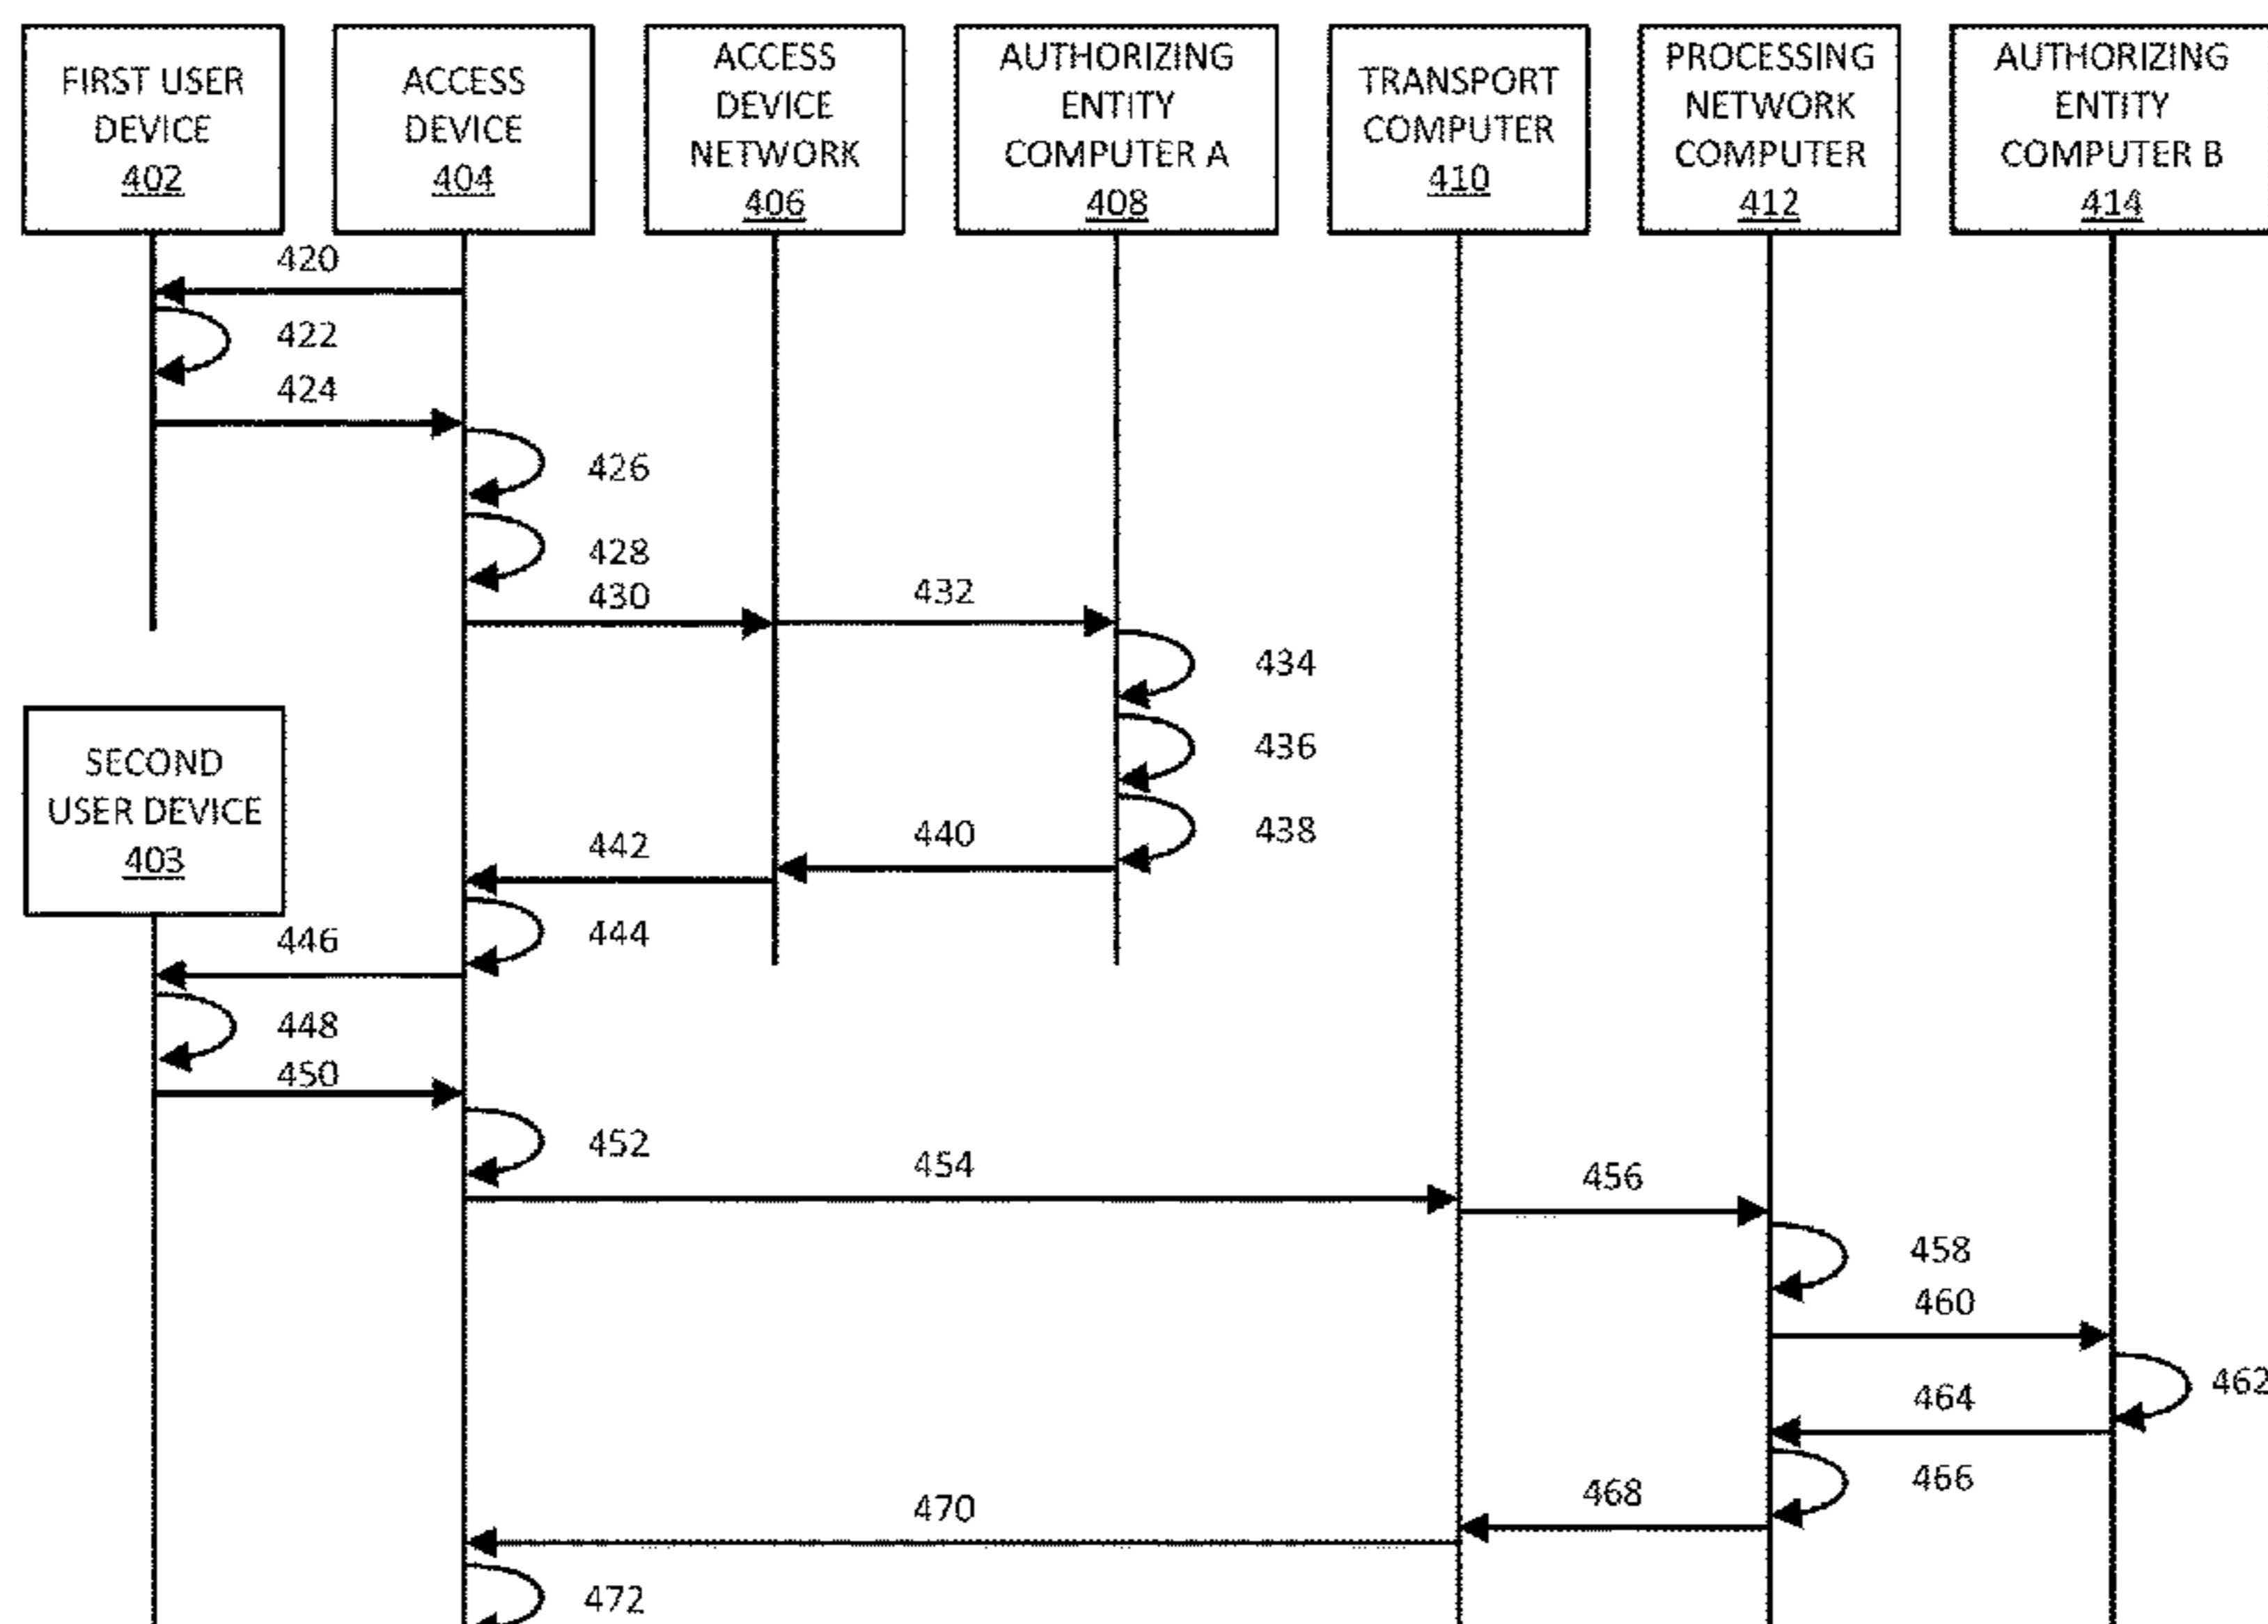 FIRST USER
DEVICE
402
ACCESS
DEVICE
404
ACCESS
DEVICE
NETWORK
406
AUTHORIZING
ENTITY
COMPUTER A
408
TRANSPORT
COMPUTER
410
PROCESSING
NETWORK
COMPUTER
412
AUTHORIZING
ENTITY
COMPUTER B
414
420
422
424
426
428
430
432
434
436
438
SECOND
USER DEVICE
403
440
442
444
446
448
450
452
454
456
458
460
462
464
466
468
470
472